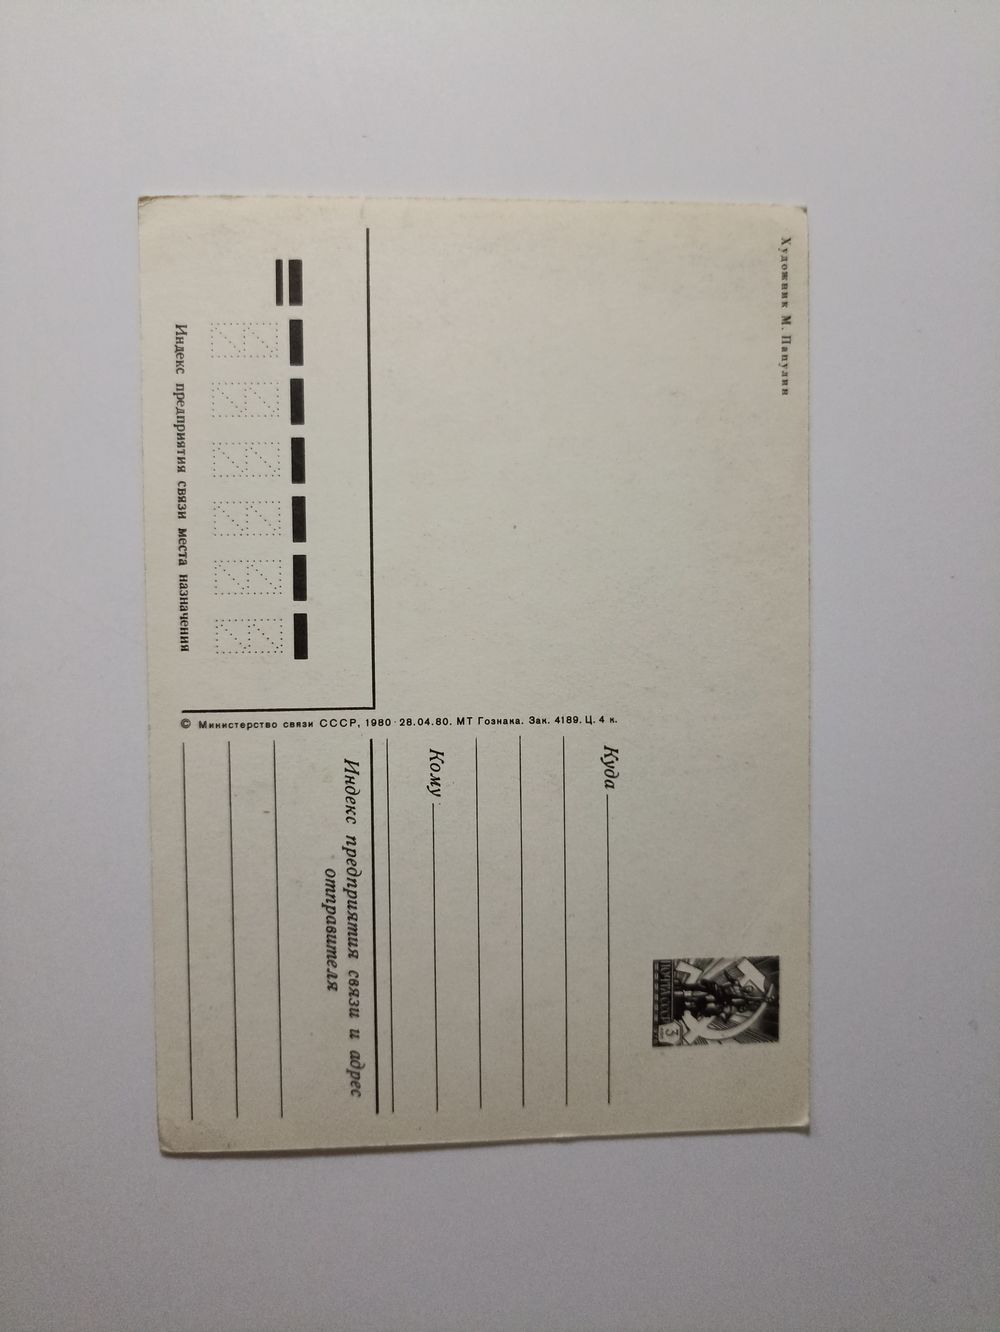 Художник М. Папулин
ПОЧТА СССР
3
Куда
Кому
Индекс предприятия связи и адрес
отправителя
© Министерство связи СССР, 1980 · 28.04.80. МТ Гознака. Зак. 4189. Ц. 4 к.
Индекс предприятия связи места назначения